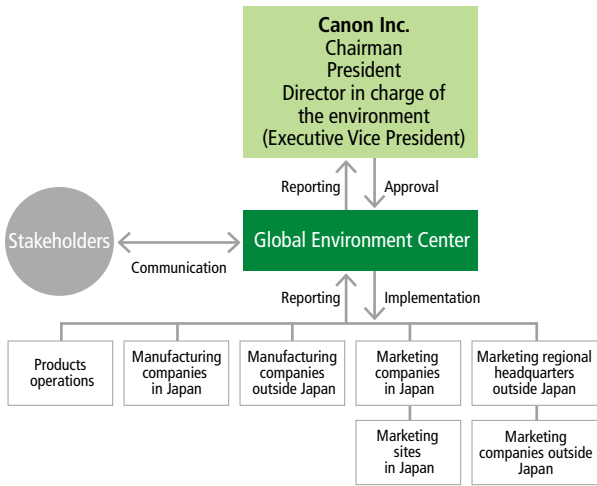 Canon Inc.
Chairman
President
Director in charge of
the environment
(Executive Vice President)
Reporting
Approval
Stakeholders
Communication
Global Environment Center
Reporting
Implementation
Products
operations
Manufacturing
companies
in Japan
Manufacturing
companies
outside Japan
Marketing
companies
in Japan
Marketing regional
headquarters
outside Japan
Marketing
sites
in Japan
Marketing
companies outside
Japan